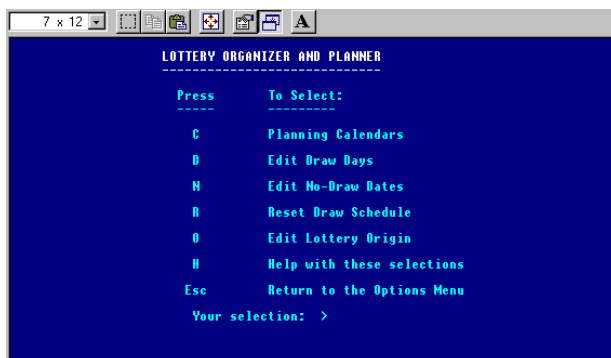 7 x 12
A
LOTTERY ORGANIZER AND PLANNER
-------------------------------
Press To Select:
----- ----------
C Planning Calendars
D Edit Draw Days
N Edit No-Draw Dates
R Reset Draw Schedule
O Edit Lottery Origin
H Help with these selections
Esc Return to the Options Menu
Your selection: >